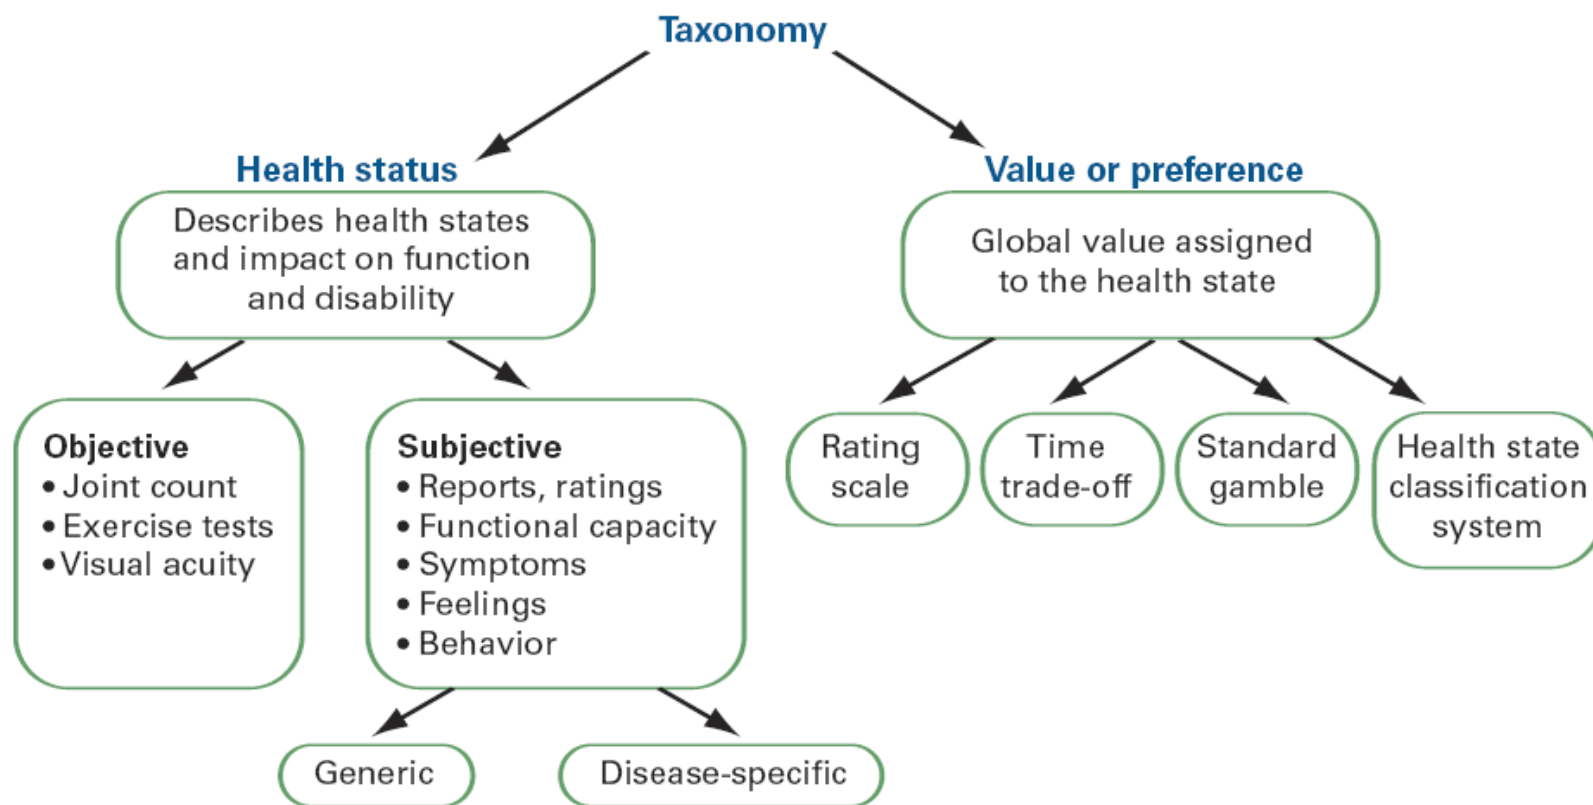 Taxonomy
Health status
Describes health states
and impact on function
and disability
Objective
• Joint count
• Exercise tests
• Visual acuity
Subjective
• Reports, ratings
• Functional capacity
• Symptoms
• Feelings
• Behavior
Generic
Disease-specific
Value or preference
Global value assigned
to the health state
Rating
scale
Time
trade-off
Standard
gamble
Health state
classification
system